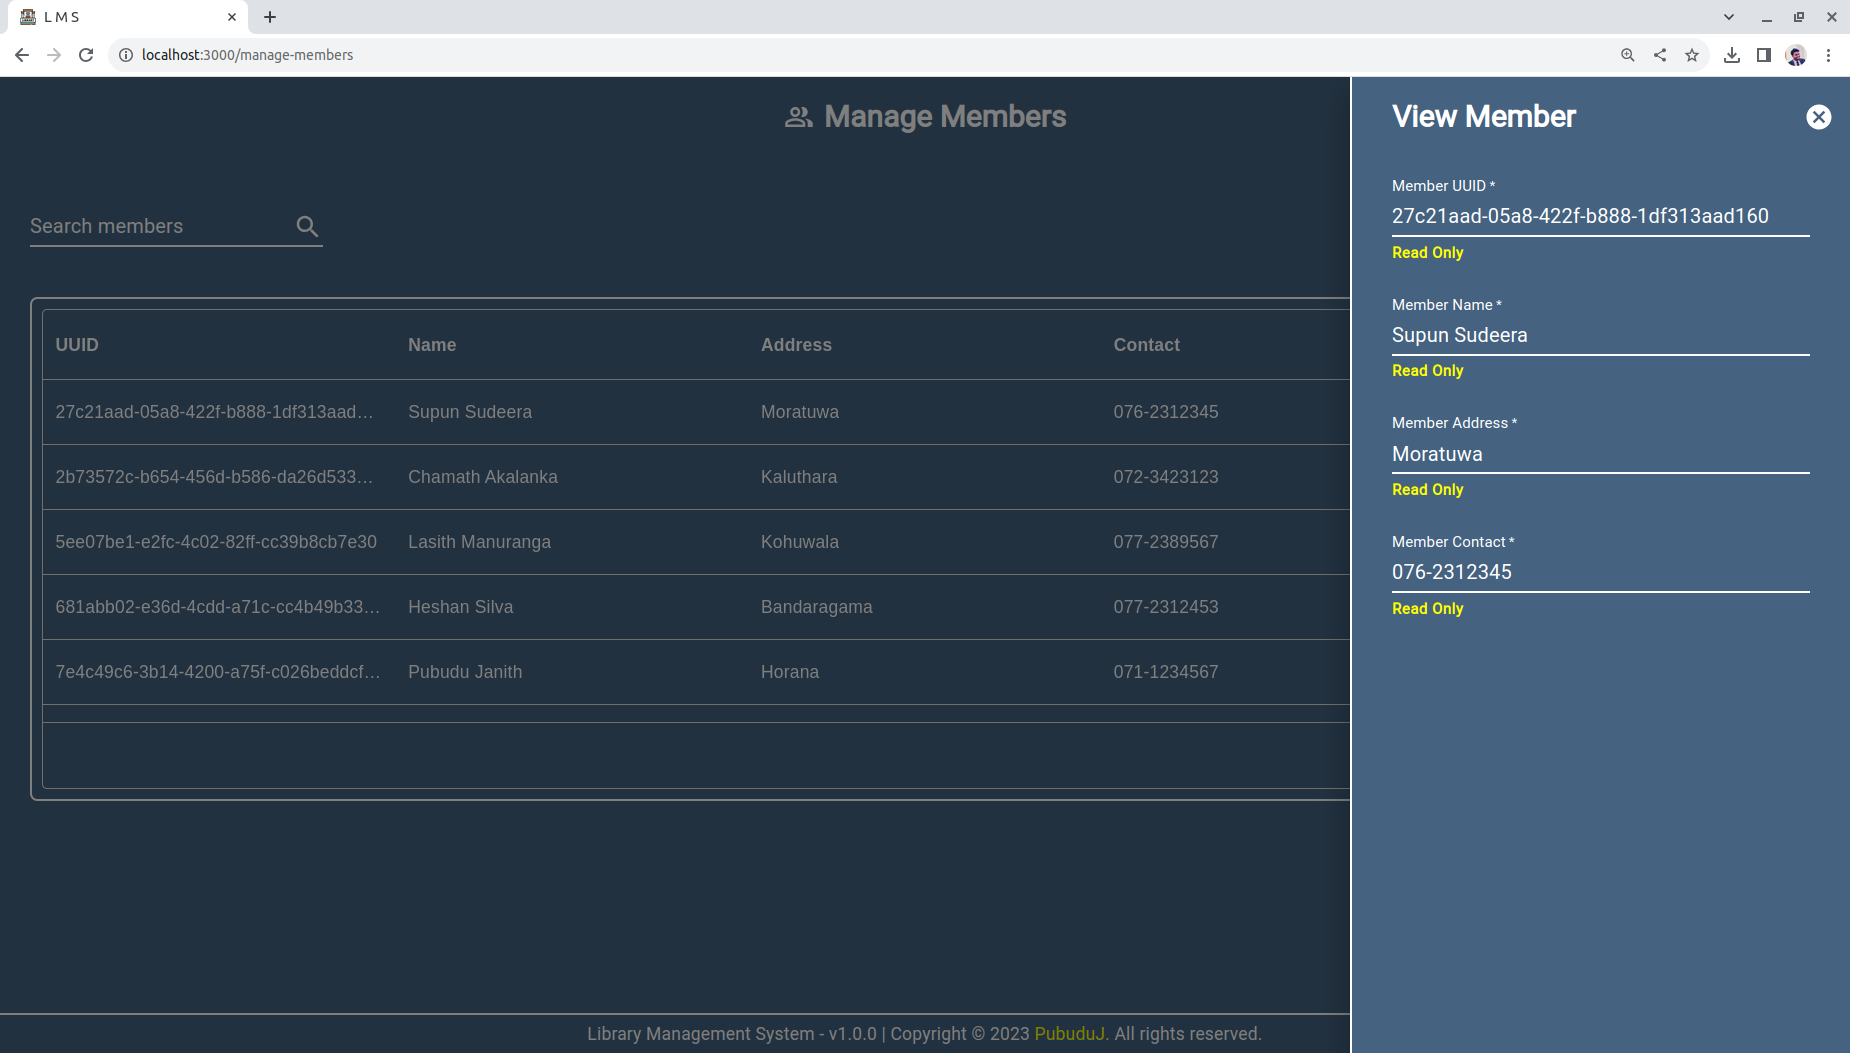 L M S
localhost:3000/manage-members
Manage Members
Search members
UUID Name Address Contact
27c21aad-05a8-422f-b888-1df313aad... Supun Sudeera Moratuwa 076-2312345
2b73572c-b654-456d-b586-da26d533... Chamath Akalanka Kaluthara 072-3423123
5ee07be1-e2fc-4c02-82ff-cc39b8cb7e30 Lasith Manuranga Kohuwala 077-2389567
681abb02-e36d-4cdd-a71c-cc4b49b33... Heshan Silva Bandaragama 077-2312453
7e4c49c6-3b14-4200-a75f-c026beddcf... Pubudu Janith Horana 071-1234567
Library Management System - v1.0.0 | Copyright © 2023 PubuduJ. All rights reserved.
View Member
Member UUID *
27c21aad-05a8-422f-b888-1df313aad160
Read Only
Member Name *
Supun Sudeera
Read Only
Member Address *
Moratuwa
Read Only
Member Contact *
076-2312345
Read Only